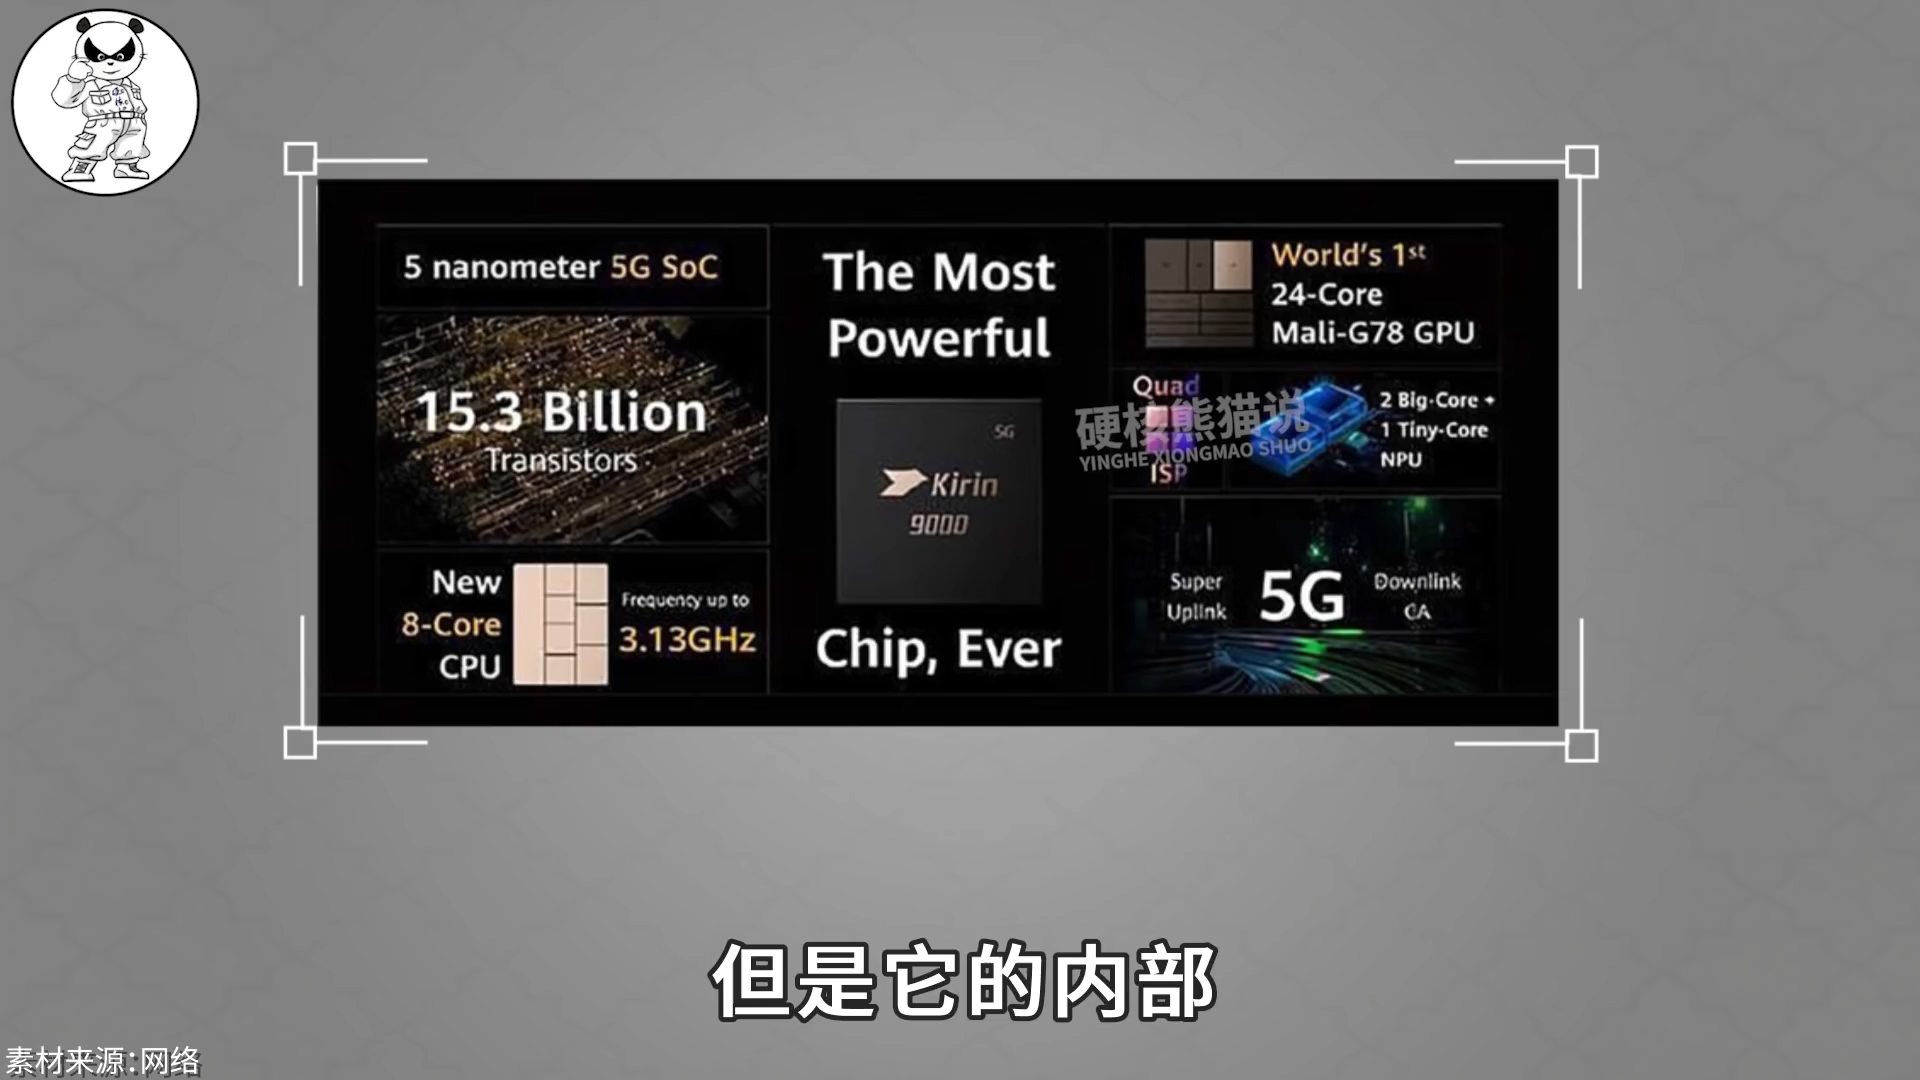 5 nanometer 5G SoC
15.3 Billion
Transistors
New
8-Core
CPU
Frequency up to
3.13GHz
The Most
Powerful
5G
Kirin
9000
Chip, Ever
World's 1st
24-Core
Mali-G78 GPU
Quad
ISP
2 Big-Core +
1 Tiny-Core
NPU
硬核熊猫说
YINGHE XIONGMAO SHUO
Super
Uplink
5G
Downlink
CA
但是它的内部
素材来源:网络